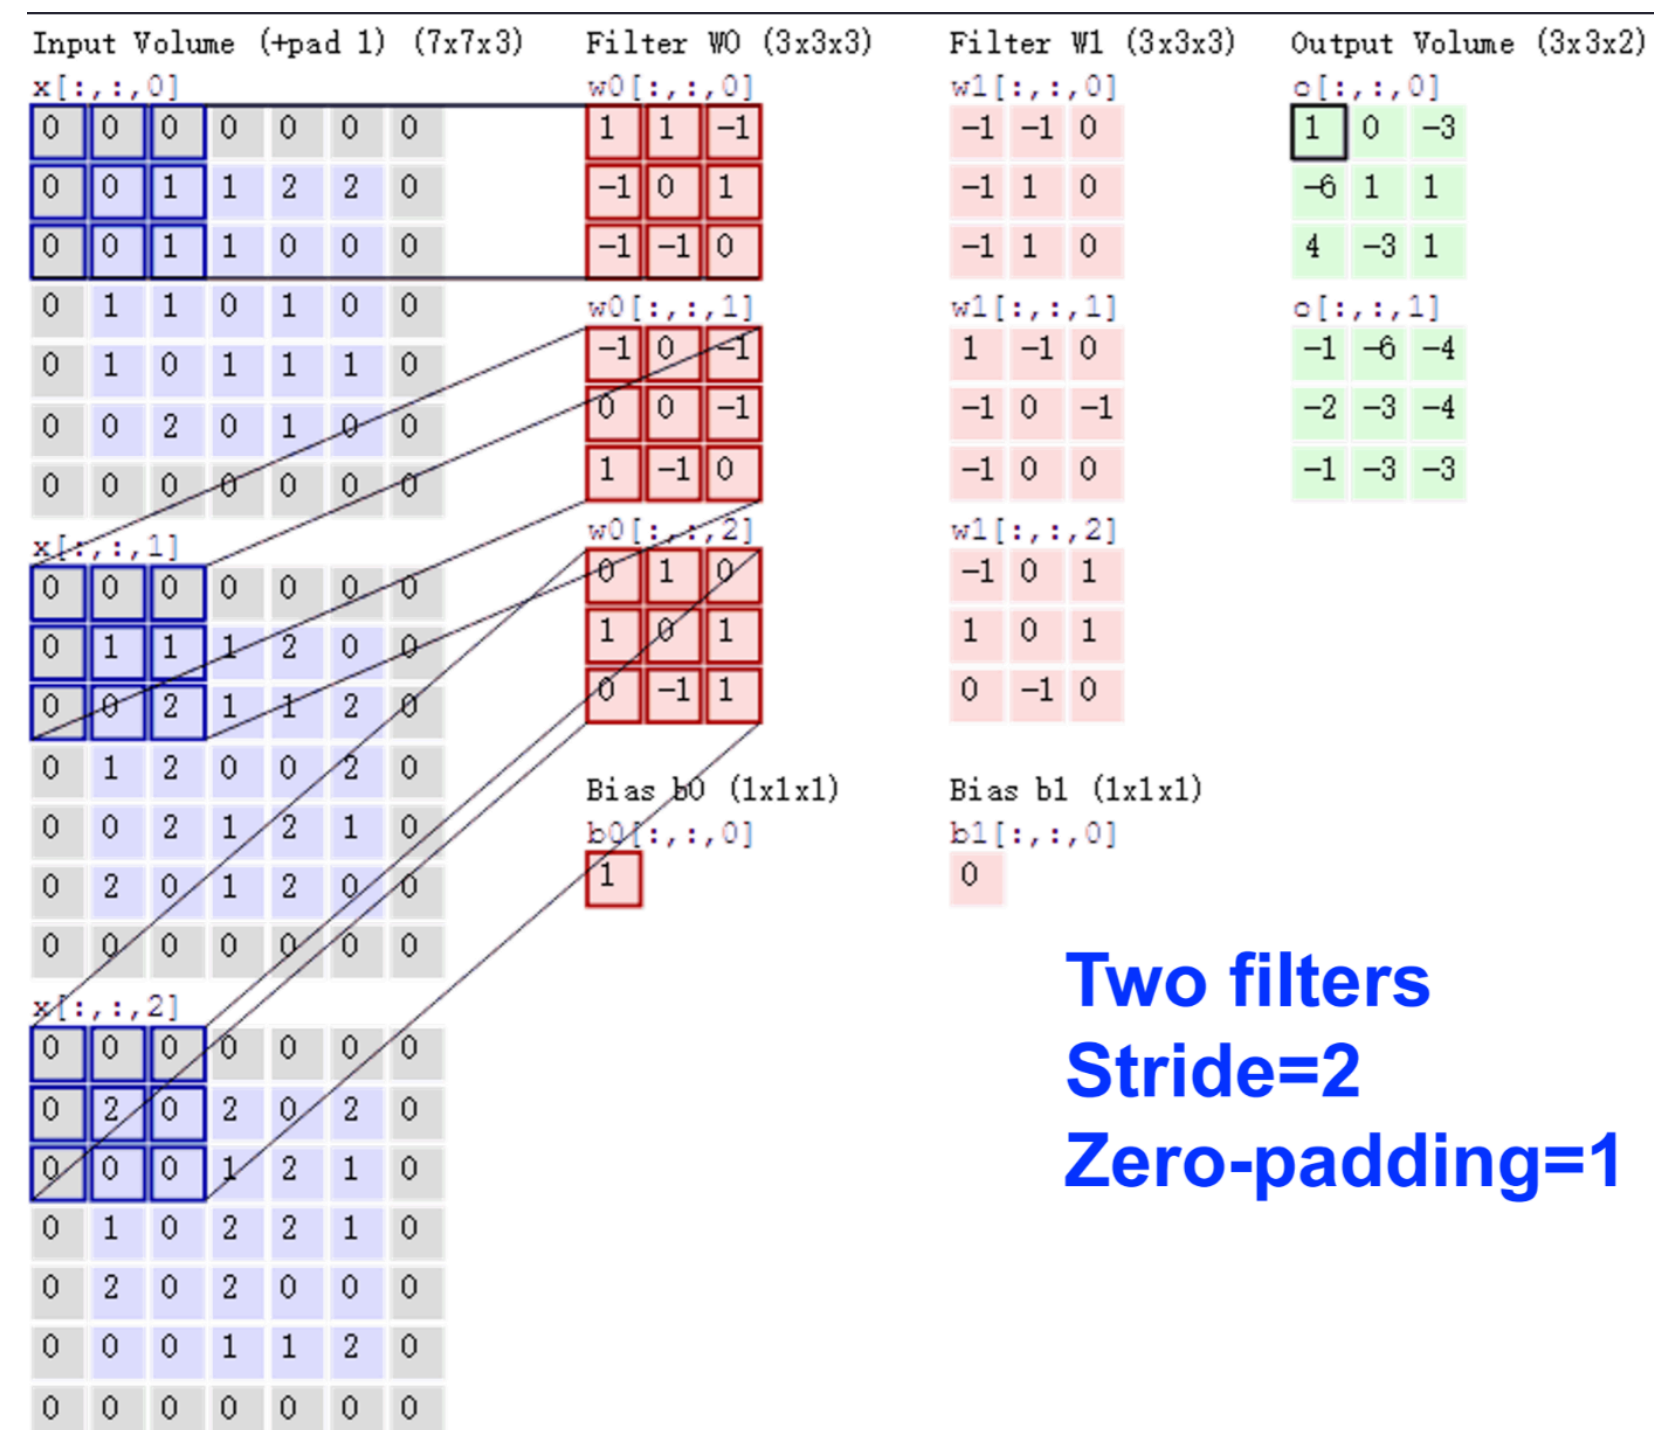 Input Volume (+pad 1) (7x7x3)
x[:,:,0]
0 0 0 0 0 0 0
0 0 1 1 2 2 0
0 0 1 1 0 0 0
0 1 1 0 1 0 0
0 1 0 1 1 1 0
0 0 2 0 1 0 0
0 0 0 0 0 0 0
x[:,:,1]
0 0 0 0 0 0 0
0 1 1 1 2 0 0
0 0 2 1 1 2 0
0 1 2 0 0 2 0
0 0 2 1 2 1 0
0 2 0 1 2 0 0
0 0 0 0 0 0 0
x[:,:,2]
0 0 0 0 0 0 0
0 2 0 2 0 2 0
0 0 0 1 2 1 0
0 1 0 2 2 1 0
0 2 0 2 0 0 0
0 0 0 1 1 2 0
0 0 0 0 0 0 0
Filter W0 (3x3x3)
w0[:,:,0]
1 1 -1
-1 0 1
-1 -1 0
w0[:,:,1]
-1 0 -1
0 0 -1
1 -1 0
w0[:,:,2]
0 1 0
1 0 1
0 -1 1
Bias b0 (1x1x1)
b0[:,:,0]
1
Filter W1 (3x3x3)
w1[:,:,0]
-1 -1 0
-1 1 0
-1 1 0
w1[:,:,1]
1 -1 0
-1 0 -1
-1 0 0
w1[:,:,2]
-1 0 1
1 0 1
0 -1 0
Bias b1 (1x1x1)
b1[:,:,0]
0
Output Volume (3x3x2)
o[:,:,0]
1 0 -3
-6 1 1
4 -3 1
o[:,:,1]
-1 -6 -4
-2 -3 -4
-1 -3 -3
Two filters
Stride=2
Zero-padding=1